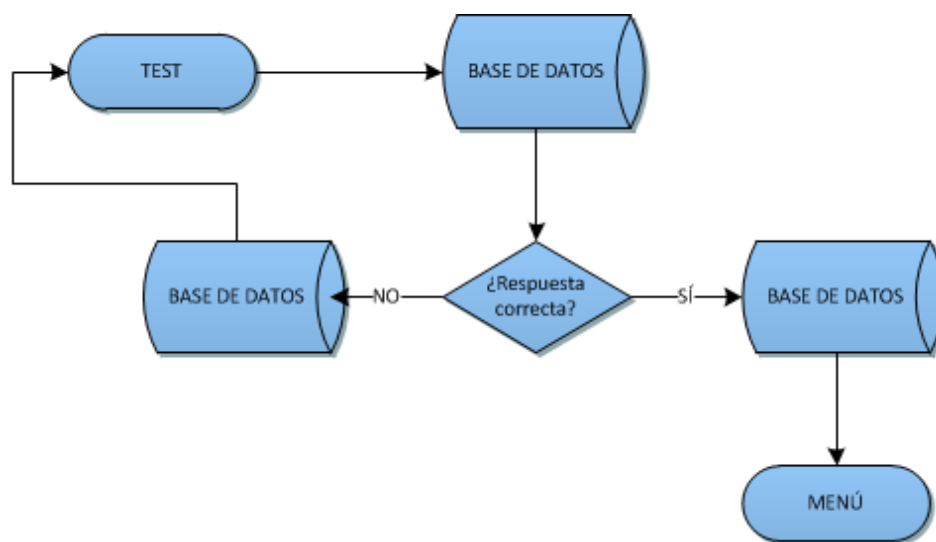 TEST
BASE DE DATOS
¿Respuesta
correcta?
BASE DE DATOS
NO
SÍ
BASE DE DATOS
MENÚ